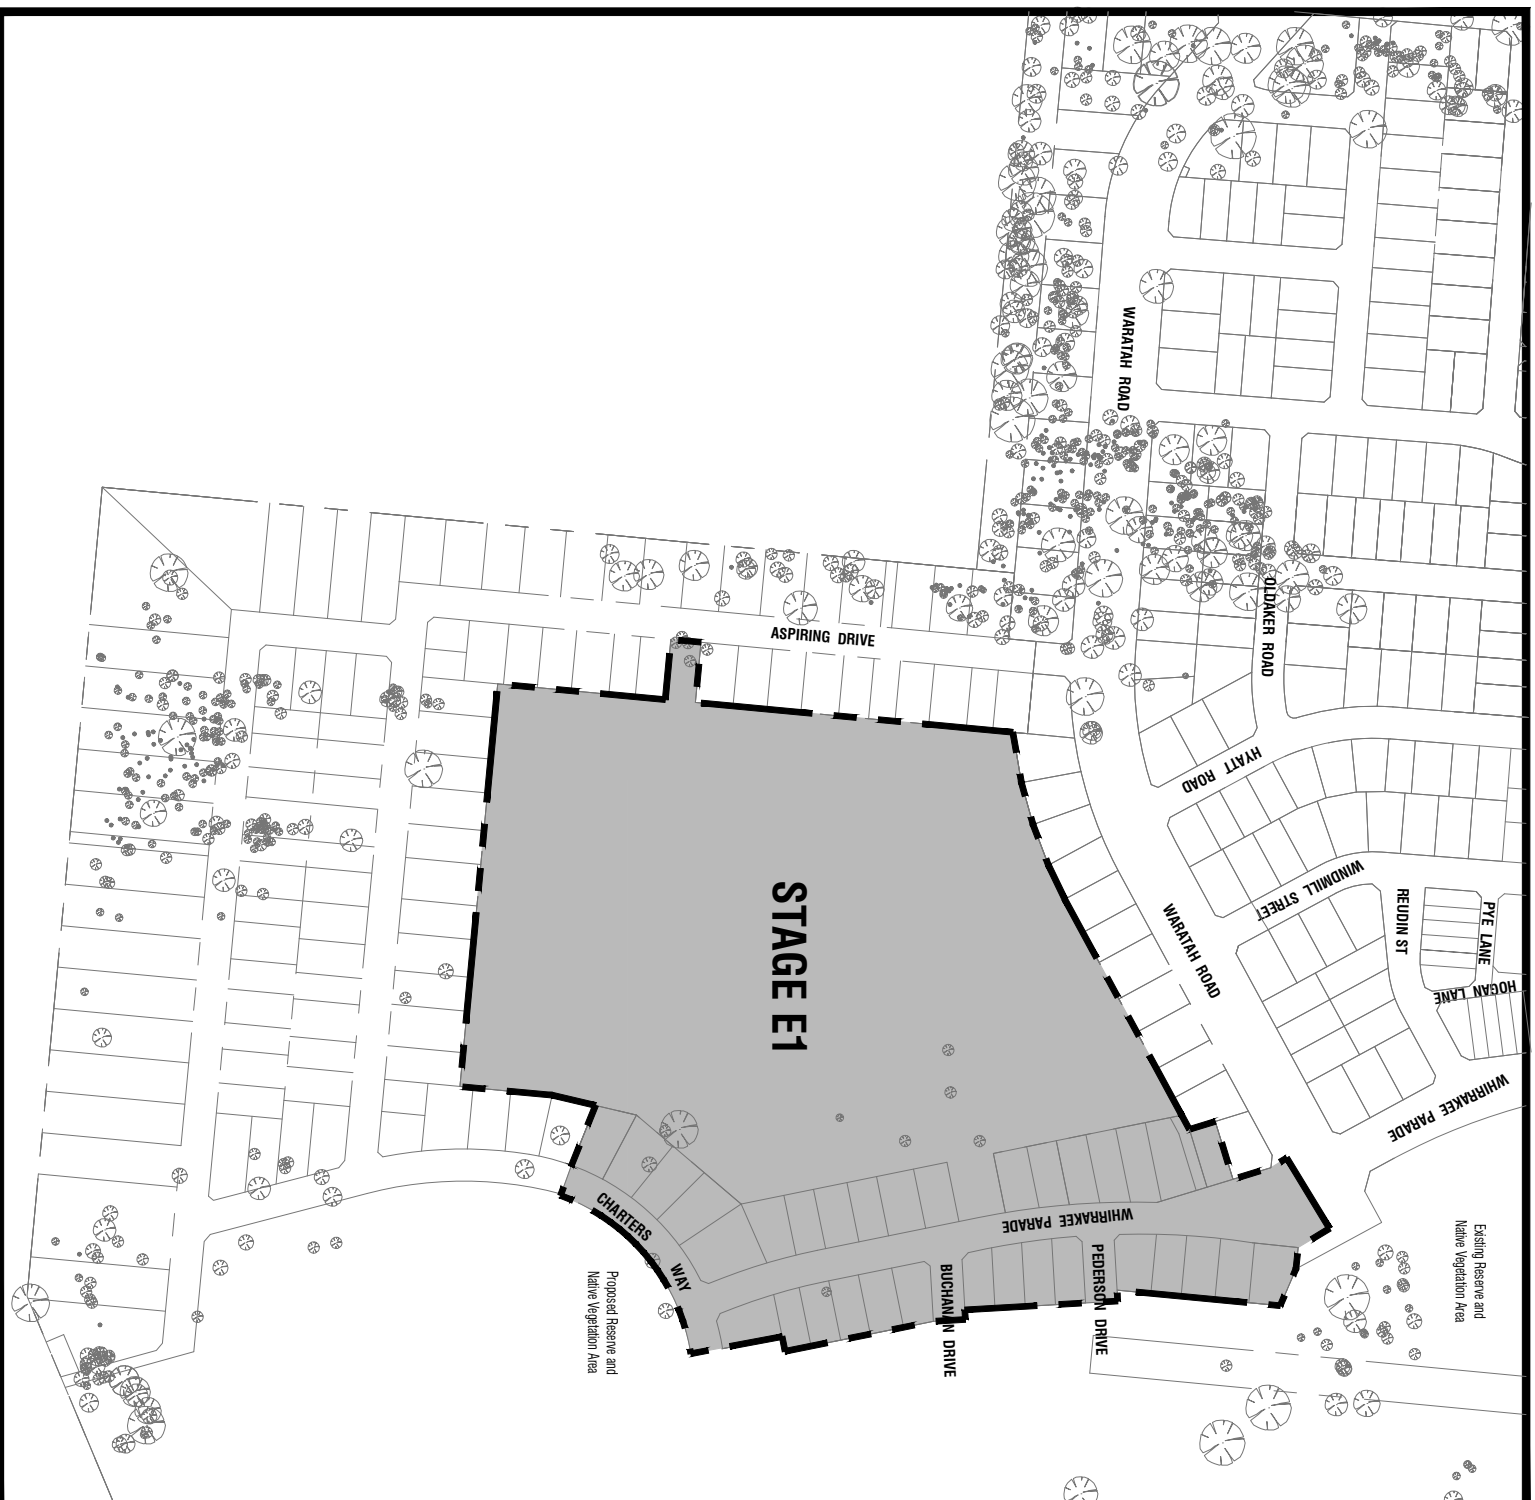 WARATAH ROAD
OLDAKER ROAD
ASPIRING DRIVE
HYATT ROAD
WINDMILL STREET
REUDIN ST
PYE LANE
HOGAN LANE
WARATAH ROAD
STAGE E1
WHIRRAKEE PARADE
CHARTERS
WAY
WHIRRAKEE PARADE
PEDERSON DRIVE
BUCHANAN DRIVE
Existing Reserve and
Native Vegetation Area
Proposed Reserve and
Native Vegetation Area